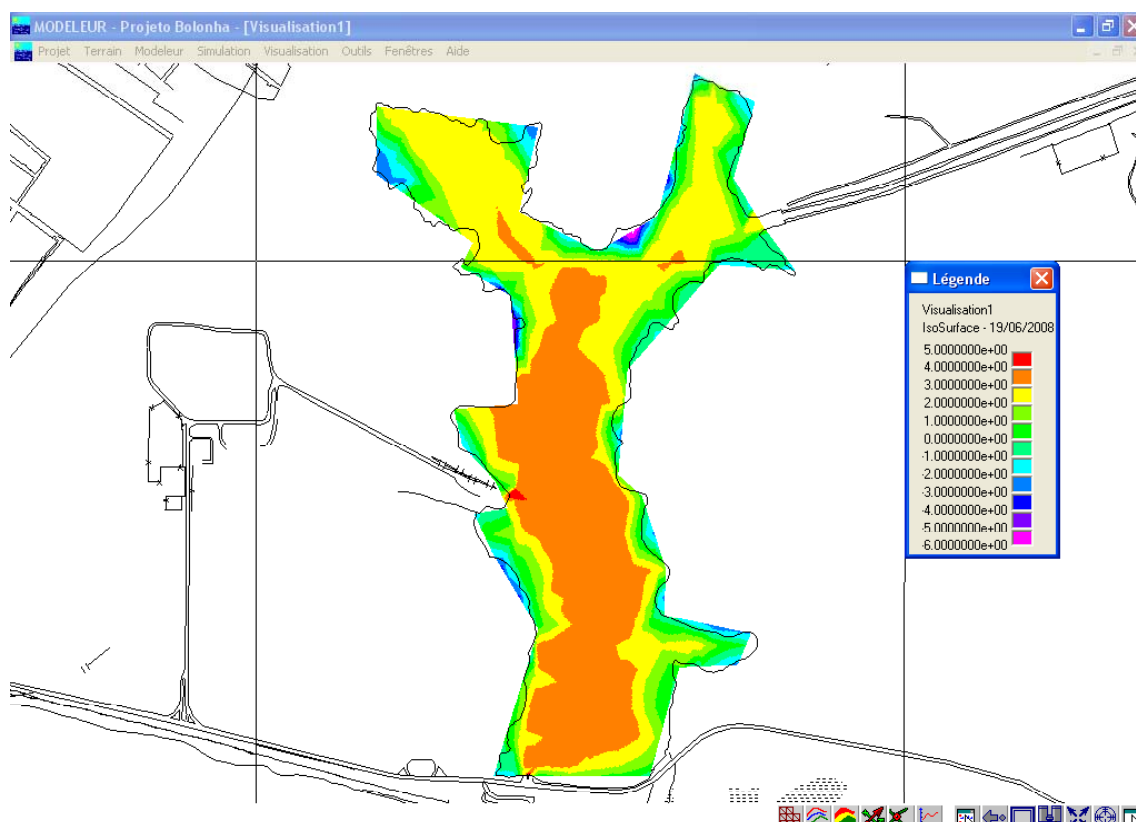 MODELEUR - Projeto Bolonha - [Visualisation1]
Projet Terrain Modeleur Simulation Visualisation Outils Fenêtres Aide
Légende
Visualisation1
IsoSurface - 19/06/2008
5.0000000e+00
4.0000000e+00
3.0000000e+00
2.0000000e+00
1.0000000e+00
0.0000000e+00
-1.0000000e+00
-2.0000000e+00
-3.0000000e+00
-4.0000000e+00
-5.0000000e+00
-6.0000000e+00